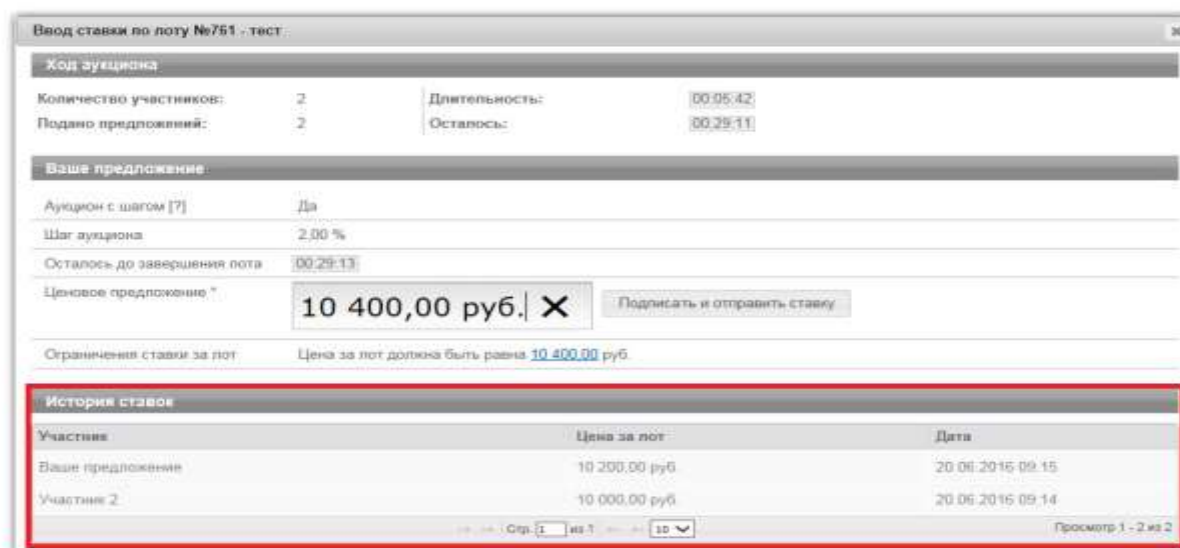 Ввод ставки по лоту №761 - тест
Ход аукциона
Количество участников: 2 Длительность: 00:05:42
Подано предложений: 2 Осталось: 00:29:11
Ваше предложение
Аукцион с шагом [?] Да
Шаг аукциона 2,00 %
Осталось до завершения лота 00:29:13
Ценовое предложение * 10 400,00 руб. Подписать и отправить ставку
Ограничения ставки за лот Цена за лот должна быть равна 10 400,00 руб.
История ставок
Участник Цена за лот Дата
Ваше предложение 10 200,00 руб. 20.06.2016 09:15
Участник 2 10 000,00 руб. 20.06.2016 09:14
Стр. 1 из 1 10 Просмотр 1 - 2 из 2